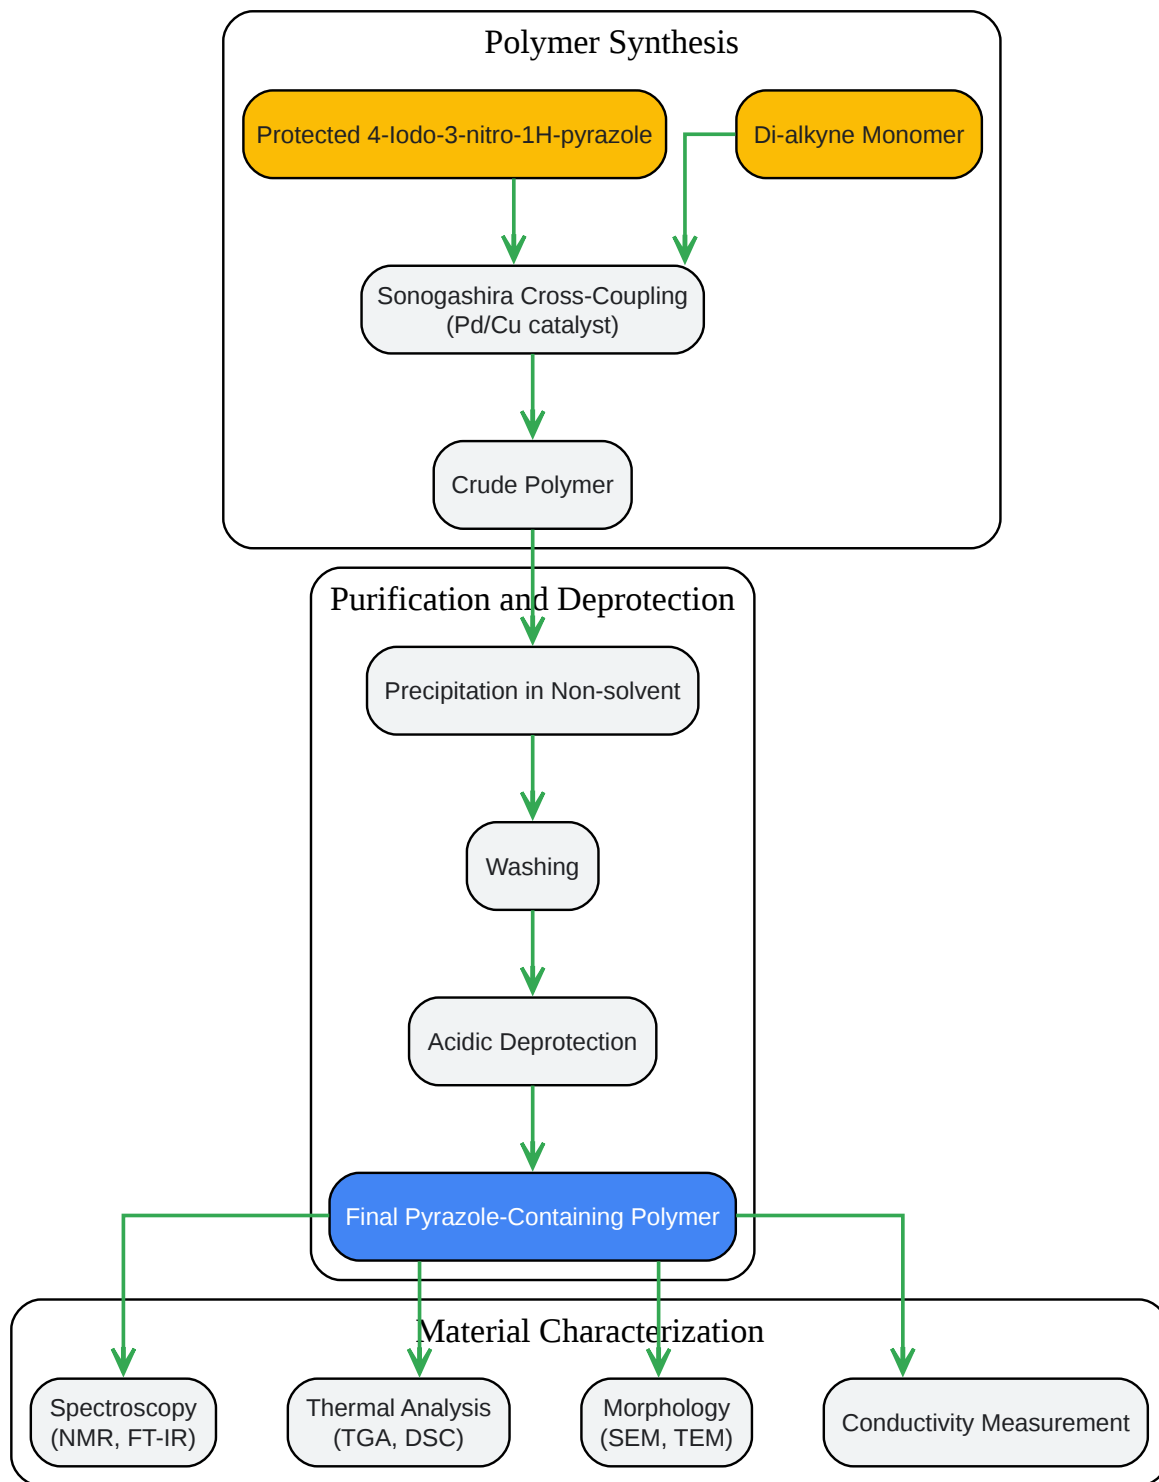 Polymer Synthesis
Protected 4-Iodo-3-nitro-1H-pyrazole
Di-alkyne Monomer
Sonogashira Cross-Coupling
(Pd/Cu catalyst)
Crude Polymer
Purification and Deprotection
Precipitation in Non-solvent
Washing
Acidic Deprotection
Final Pyrazole-Containing Polymer
Material Characterization
Spectroscopy
(NMR, FT-IR)
Thermal Analysis
(TGA, DSC)
Morphology
(SEM, TEM)
Conductivity Measurement